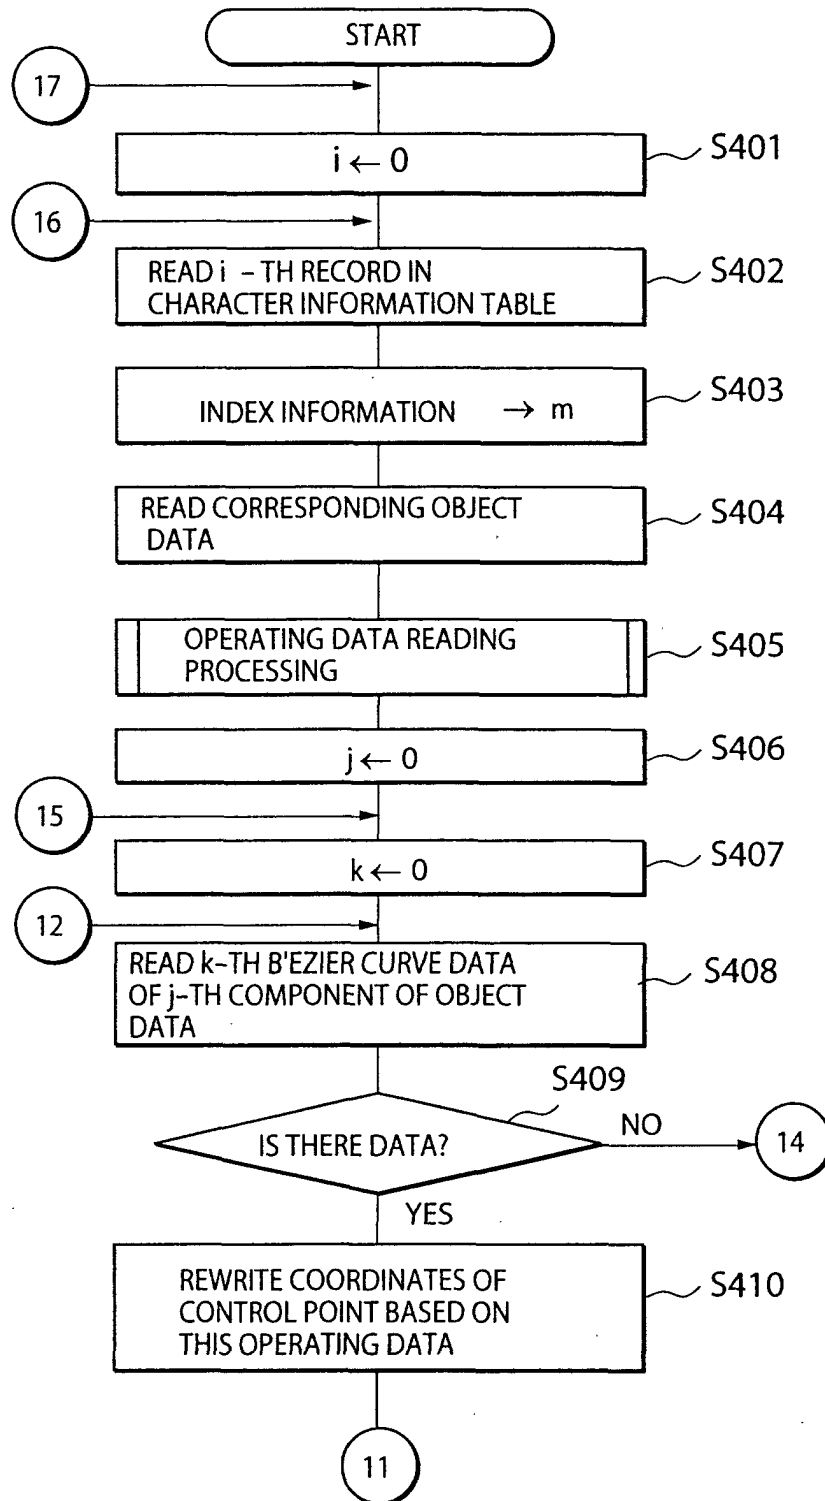 START
17
i ← 0
S401
16
READ i – TH RECORD IN
CHARACTER INFORMATION TABLE
S402
INDEX INFORMATION → m
S403
READ CORRESPONDING OBJECT
DATA
S404
OPERATING DATA READING
PROCESSING
S405
j ← 0
S406
15
k ← 0
S407
12
READ k-TH B'EZIER CURVE DATA
OF j-TH COMPONENT OF OBJECT
DATA
S408
S409
IS THERE DATA?
NO
14
YES
REWRITE COORDINATES OF
CONTROL POINT BASED ON
THIS OPERATING DATA
S410
11